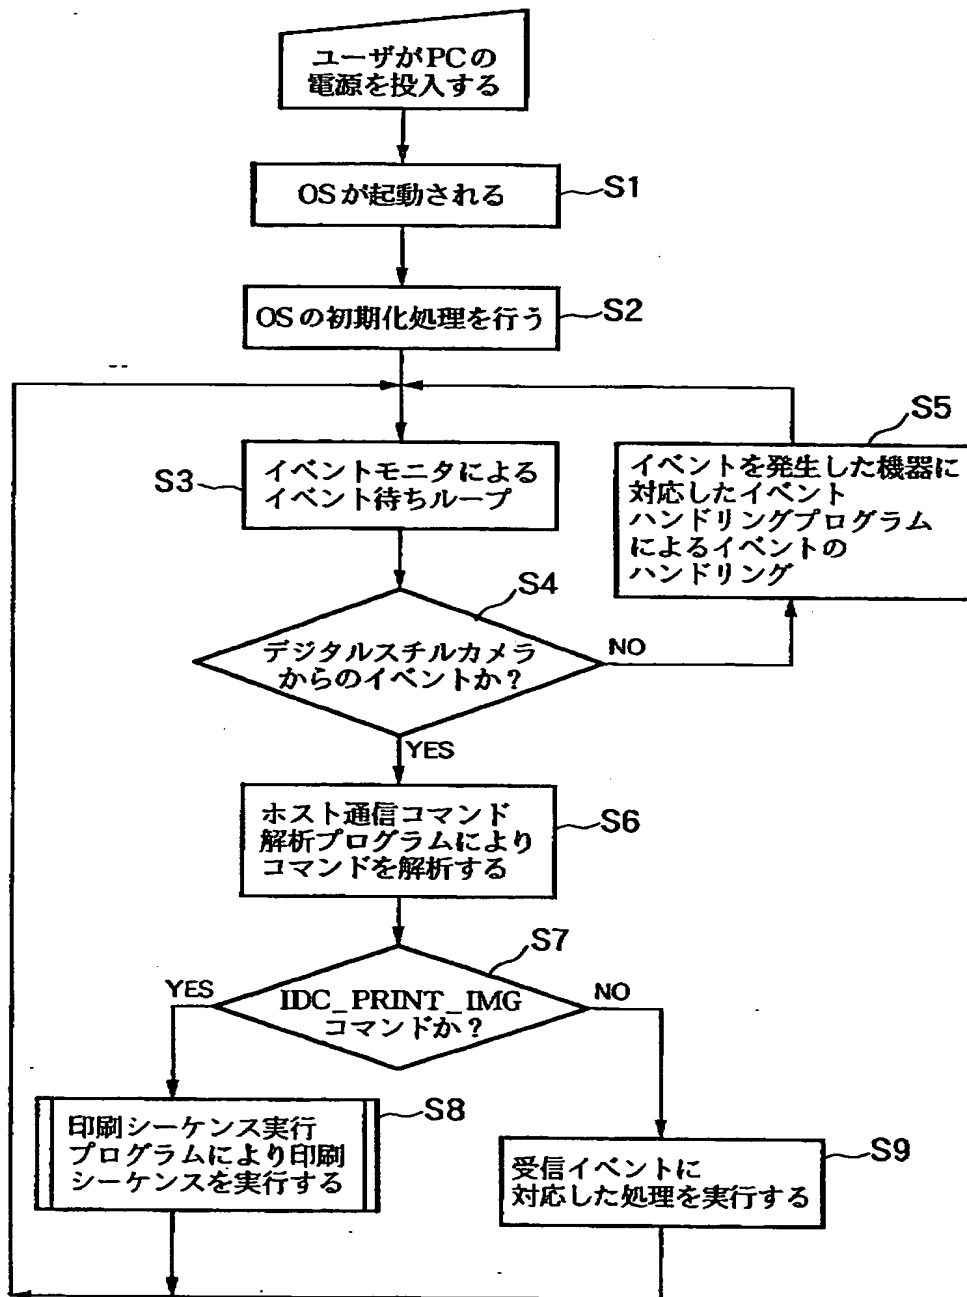 ユーザがPCの
電源を投入する
OSが起動される
S1
OSの初期化処理を行う
S2
イベントモニタによる
イベント待ちループ
S3
イベントを発生した機器に
対応したイベント
ハンドリングプログラム
によるイベントの
ハンドリング
S5
S4
デジタルスチルカメラ
からのイベントか?
NO
YES
ホスト通信コマンド
解析プログラムにより
コマンドを解析する
S6
S7
IDC_PRINT_IMG
コマンドか?
YES
NO
印刷シーケンス実行
プログラムにより印刷
シーケンスを実行する
S8
受信イベントに
対応した処理を実行する
S9